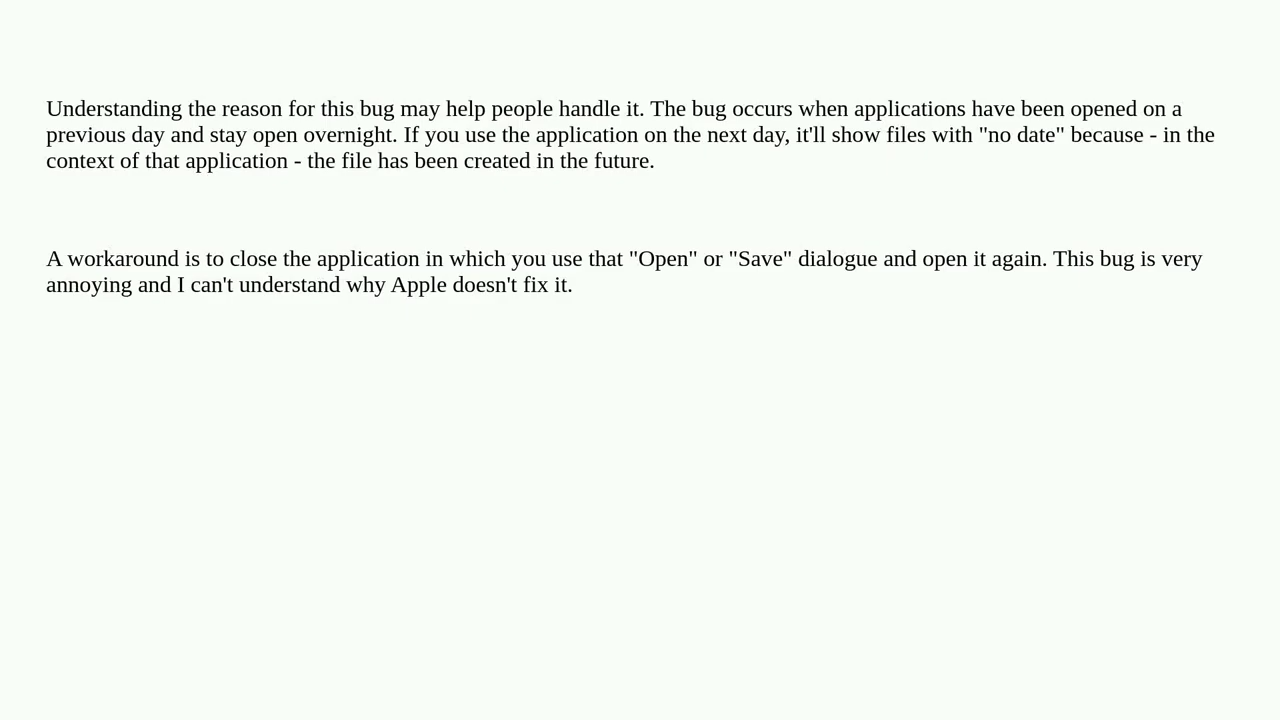 Understanding the reason for this bug may help people handle it. The bug occurs when applications have been opened on a
previous day and stay open overnight. If you use the application on the next day, it'll show files with "no date" because - in the
context of that application - the file has been created in the future.
A workaround is to close the application in which you use that "Open" or "Save" dialogue and open it again. This bug is very
annoying and I can't understand why Apple doesn't fix it.